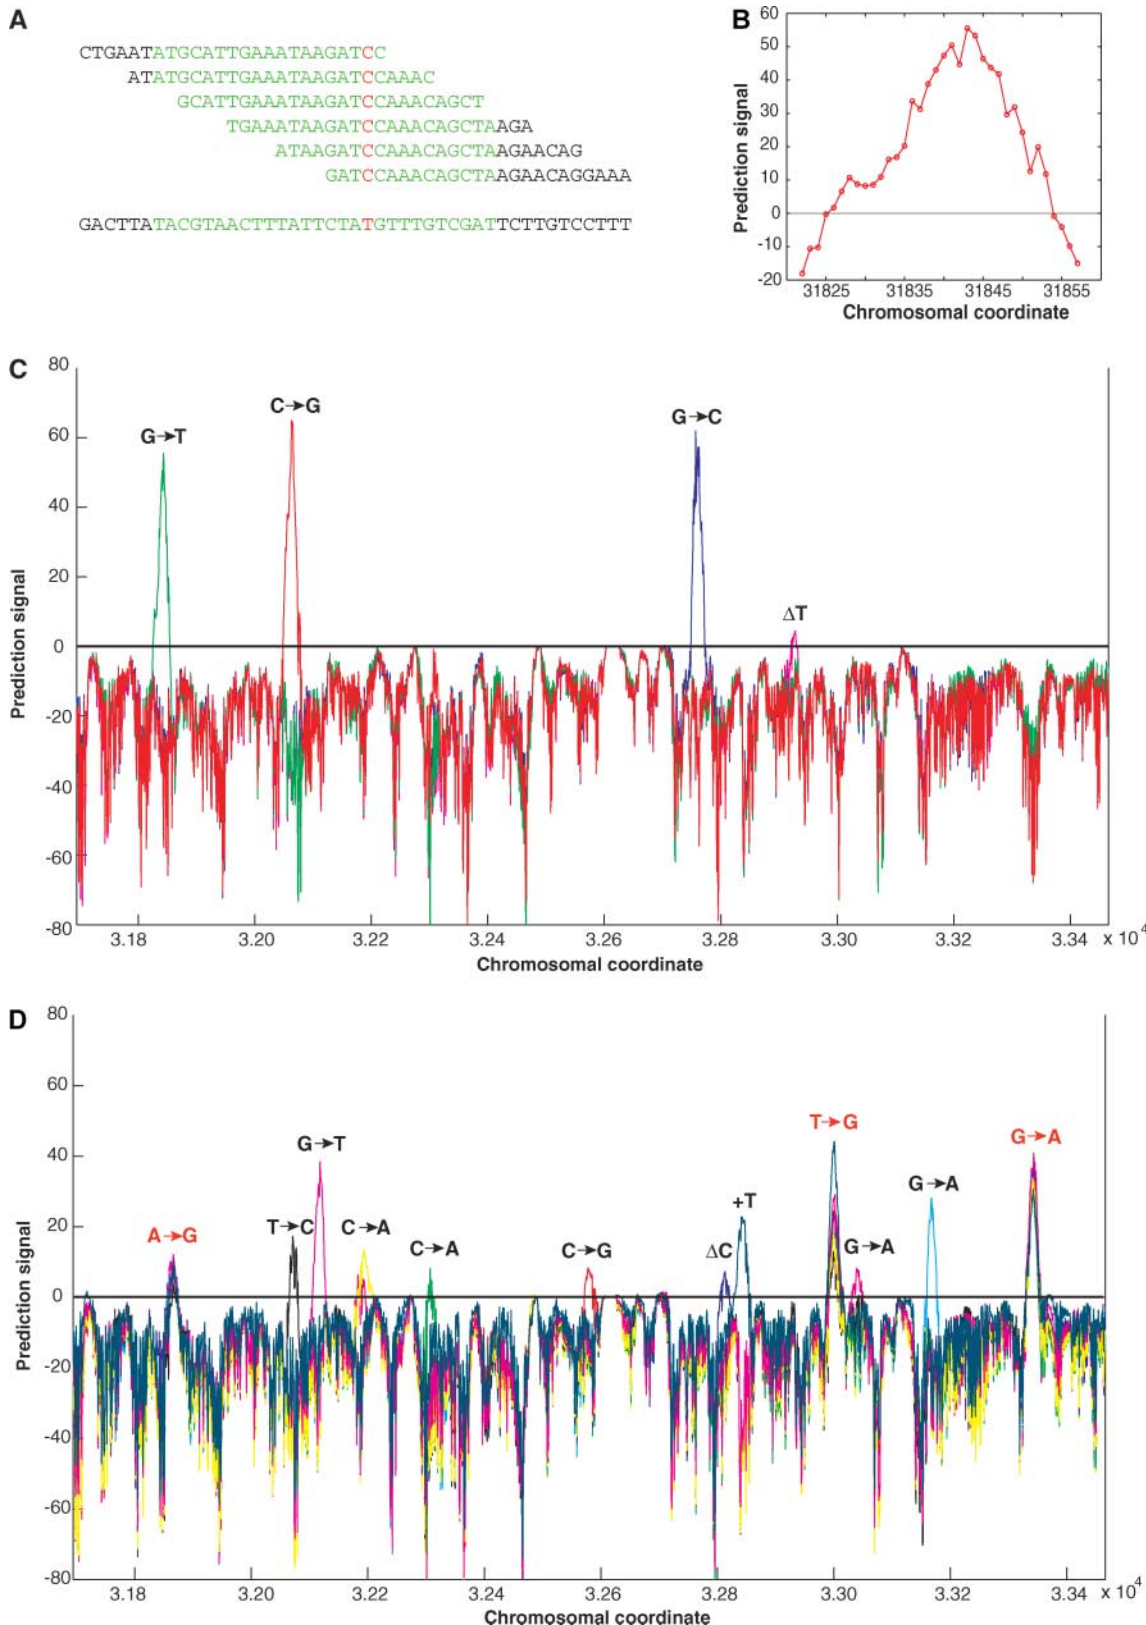 A
CTGAATATGCATTGAAATAAGATCC
ATATGCATTGAAATAAGATCCAAAC
GCATTGAAATAAGATCCAAACAGCT
TGAAATAAGATCCAAACAGCTAAGA
ATAAGATCCAAACAGCTAAGAACAG
GATCCAAACAGCTAAGAACAGGAAA
GACTTATACGTAACTTTATTCTATGTTTGTCGATTCTTGTCCTTT
B
60
50
40
30
20
10
0
-10
-20
Prediction signal
31825 31835 31845 31855
Chromosomal coordinate
C
80
60
40
20
0
-20
-40
-60
-80
Prediction signal
G→T
C→G
G→C
ΔT
3.18 3.20 3.22 3.24 3.26 3.28 3.30 3.32 3.34 x 10⁴
Chromosomal coordinate
D
80
60
40
20
0
-20
-40
-60
-80
Prediction signal
A→G
T→C
G→T
C→A
C→A
C→G
ΔC
+T
T→G
G→A
G→A
G→A
3.18 3.20 3.22 3.24 3.26 3.28 3.30 3.32 3.34 x 10⁴
Chromosomal coordinate